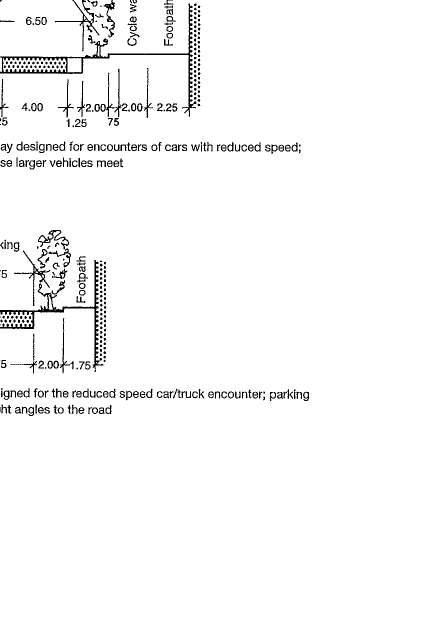 6.50
Cycle wa
Footpath
4.00
2.00
2.00
2.25
25
1.25
75
ay designed for encounters of cars with reduced speed;
se larger vehicles meet
king
75
Footpath
75
2.00
1.75
igned for the reduced speed car/truck encounter; parking
ht angles to the road